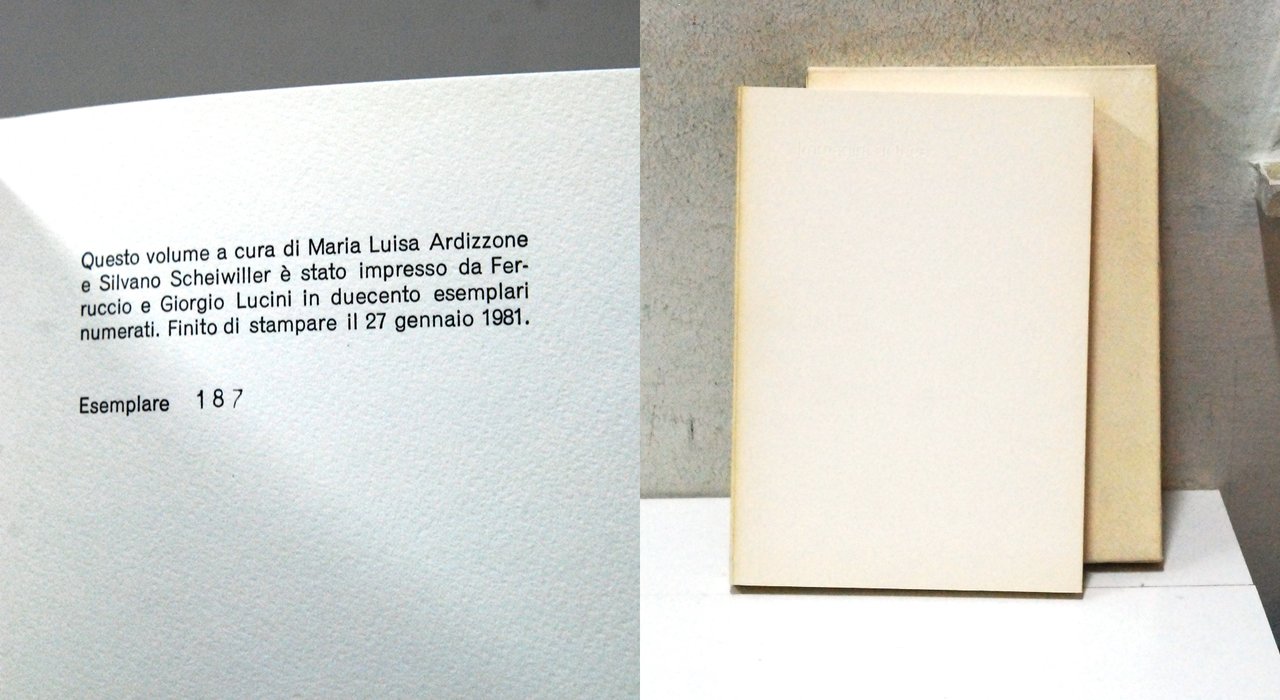 Questo volume a cura di Maria Luisa Ardizzone
e Silvano Scheiwiller è stato impresso da Fer-
ruccio e Giorgio Lucini in duecento esemplari
numerati. Finito di stampare il 27 gennaio 1981.
Esemplare 187